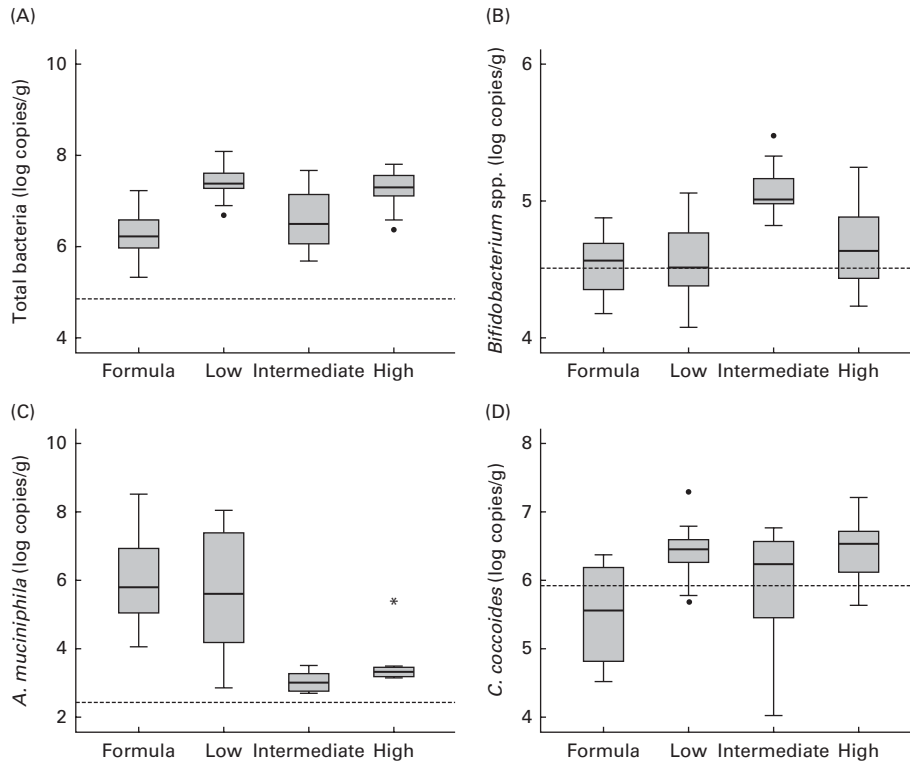 (A)
Total bacteria (log copies/g)
10
8
6
4
Formula Low Intermediate High
(B)
Bifidobacterium spp. (log copies/g)
6
5
4
Formula Low Intermediate High
(C)
A. muciniphila (log copies/g)
10
8
6
4
2
Formula Low Intermediate High
*
(D)
C. coccoides (log copies/g)
8
7
6
5
4
Formula Low Intermediate High